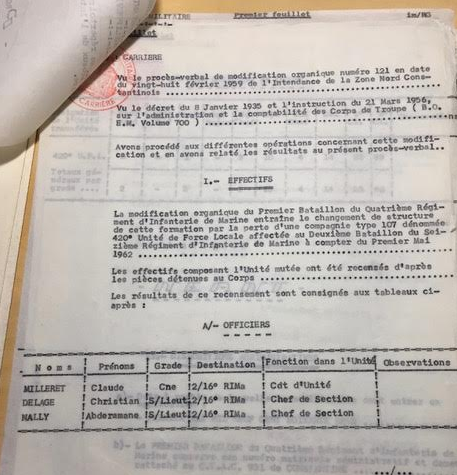 MILITAIRE Premier feuillet im/MG
CARRIERE
Vu le procès-verbal de modification organique numéro 121 en date
du vingt-huit février 1959 de l'Intendance de la Zone Nord Cons-
tantinois
Vu le décret du 8 Janvier 1935 et l'instruction du 21 Mars 1956,
sur l'administration et la comptabilité des Corps de Troupe ( B.O.
E.M. Volume 700 )
Avons procédé aux différentes opérations concernant cette modifi-
cation et en avons relaté les résultats au présent procès-verbal..
I.- EFFECTIFS
La modification organique du Premier Bataillon du Quatrième Régi-
ment d'Infanterie de Marine entraîne le changement de structure
de cette formation par la perte d'une compagnie type 107 dénommée
420° Unité de Force Locale affectée au Deuxième Bataillon du Sei-
zième Régiment d'Infanterie de Marine à compter du Premier Mai
1962
Les effectifs composant l'Unité mutée ont été recensés d'après
les pièces détenues au Corps
Les résultats de ce recensement sont consignés aux tableaux ci-
après :
A/- OFFICIERS
Noms Prénoms Grade Destination Fonction dans l'Unité Observations
MILLERET Claude Cne 2/16° RIMa Cdt d'Unité
DELAGE Christian S/Lieut 2/16° RIMa Chef de Section
MALLY Abderamane S/Lieut 2/16° RIMa Chef de Section
.../...